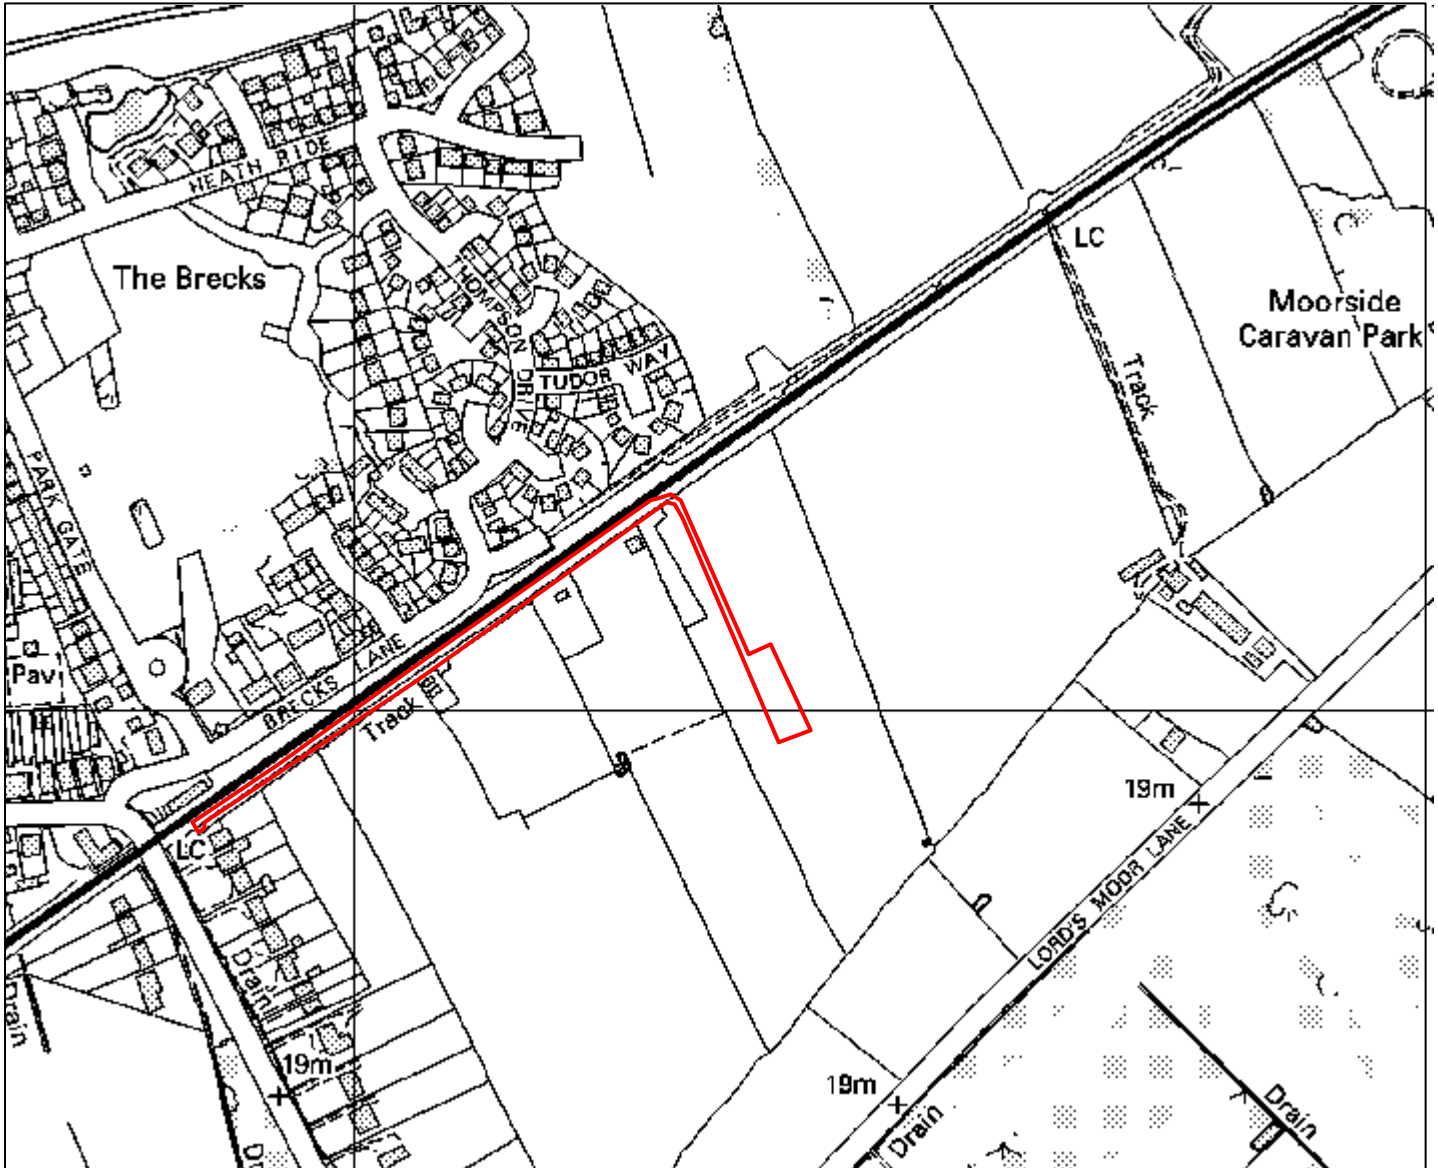 HEATH RIDE
The Brecks
LC
Moorside
Caravan Park
THOMPSON DRIVE
TUDOR WAY
Track
PARK GATE
Pav
BRECKS LANE
Track
19m
LC
LORD'S MOOR LANE
Drain
Drain
19m
19m
Drain
Drain
Dr